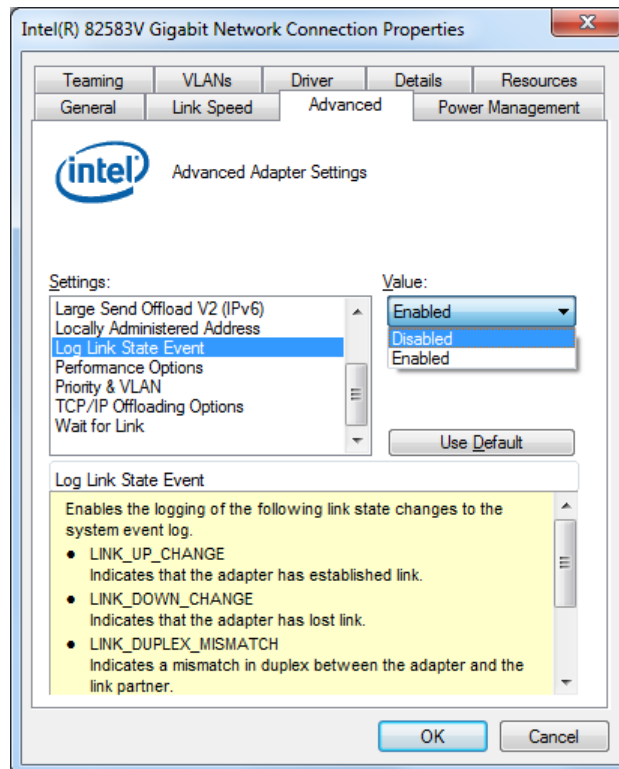 Intel(R) 82583V Gigabit Network Connection Properties
Teaming VLANs Driver Details Resources
General Link Speed Advanced Power Management
intel Advanced Adapter Settings
Settings: Value:
Large Send Offload V2 (IPv6)
Locally Administered Address
Log Link State Event
Performance Options
Priority & VLAN
TCP/IP Offloading Options
Wait for Link
Enabled
Disabled
Enabled
Use Default
Log Link State Event
Enables the logging of the following link state changes to the
system event log.
● LINK_UP_CHANGE
Indicates that the adapter has established link.
● LINK_DOWN_CHANGE
Indicates that the adapter has lost link.
● LINK_DUPLEX_MISMATCH
Indicates a mismatch in duplex between the adapter and the
link partner.
OK Cancel